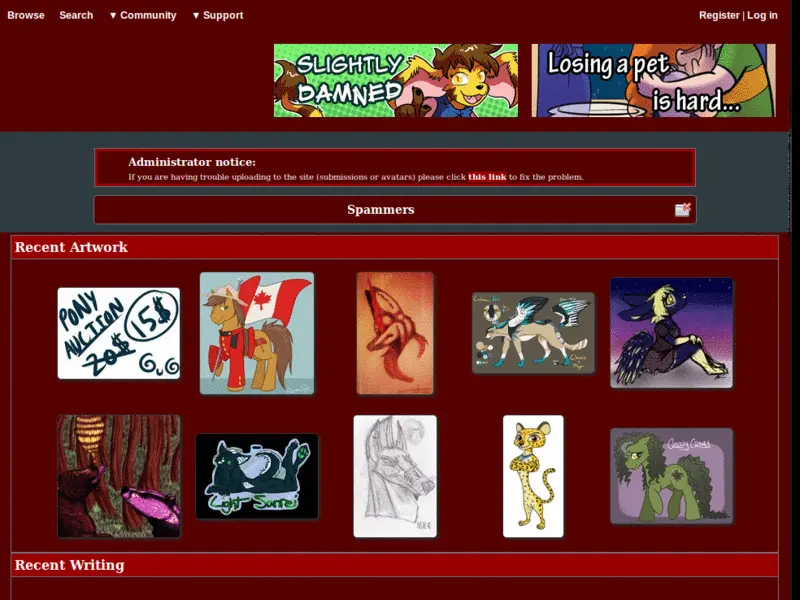 Browse Search ▼ Community ▼ Support Register | Log in
SLIGHTLY
DAMNED
Losing a pet
is hard...
Administrator notice:
If you are having trouble uploading to the site (submissions or avatars) please click this link to fix the problem.
Spammers
Recent Artwork
PONY
AUCTION
15$
20$
Light Sansei
Recent Writing